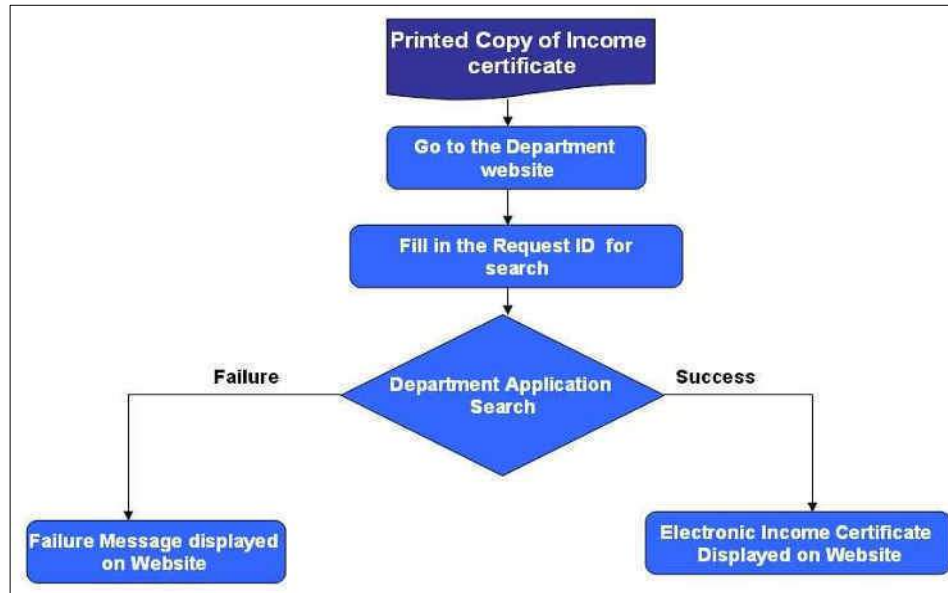 Printed Copy of Income
certificate
Go to the Department
website
Fill in the Request ID for
search
Failure
Department Application
Search
Success
Failure Message displayed
on Website
Electronic Income Certificate
Displayed on Website